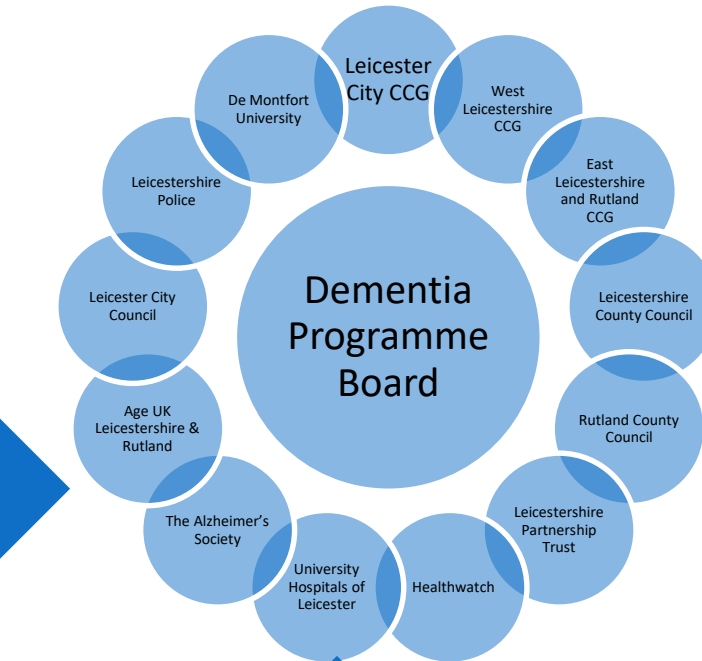 Leicester
City CCG
West
Leicestershire
CCG
East
Leicestershire
and Rutland
CCG
Leicestershire
County Council
Rutland County
Council
Leicestershire
Partnership
Trust
Healthwatch
University
Hospitals of
Leicester
The Alzheimer’s
Society
Age UK
Leicestershire &
Rutland
Leicester City
Council
Leicestershire
Police
De Montfort
University
Dementia
Programme
Board